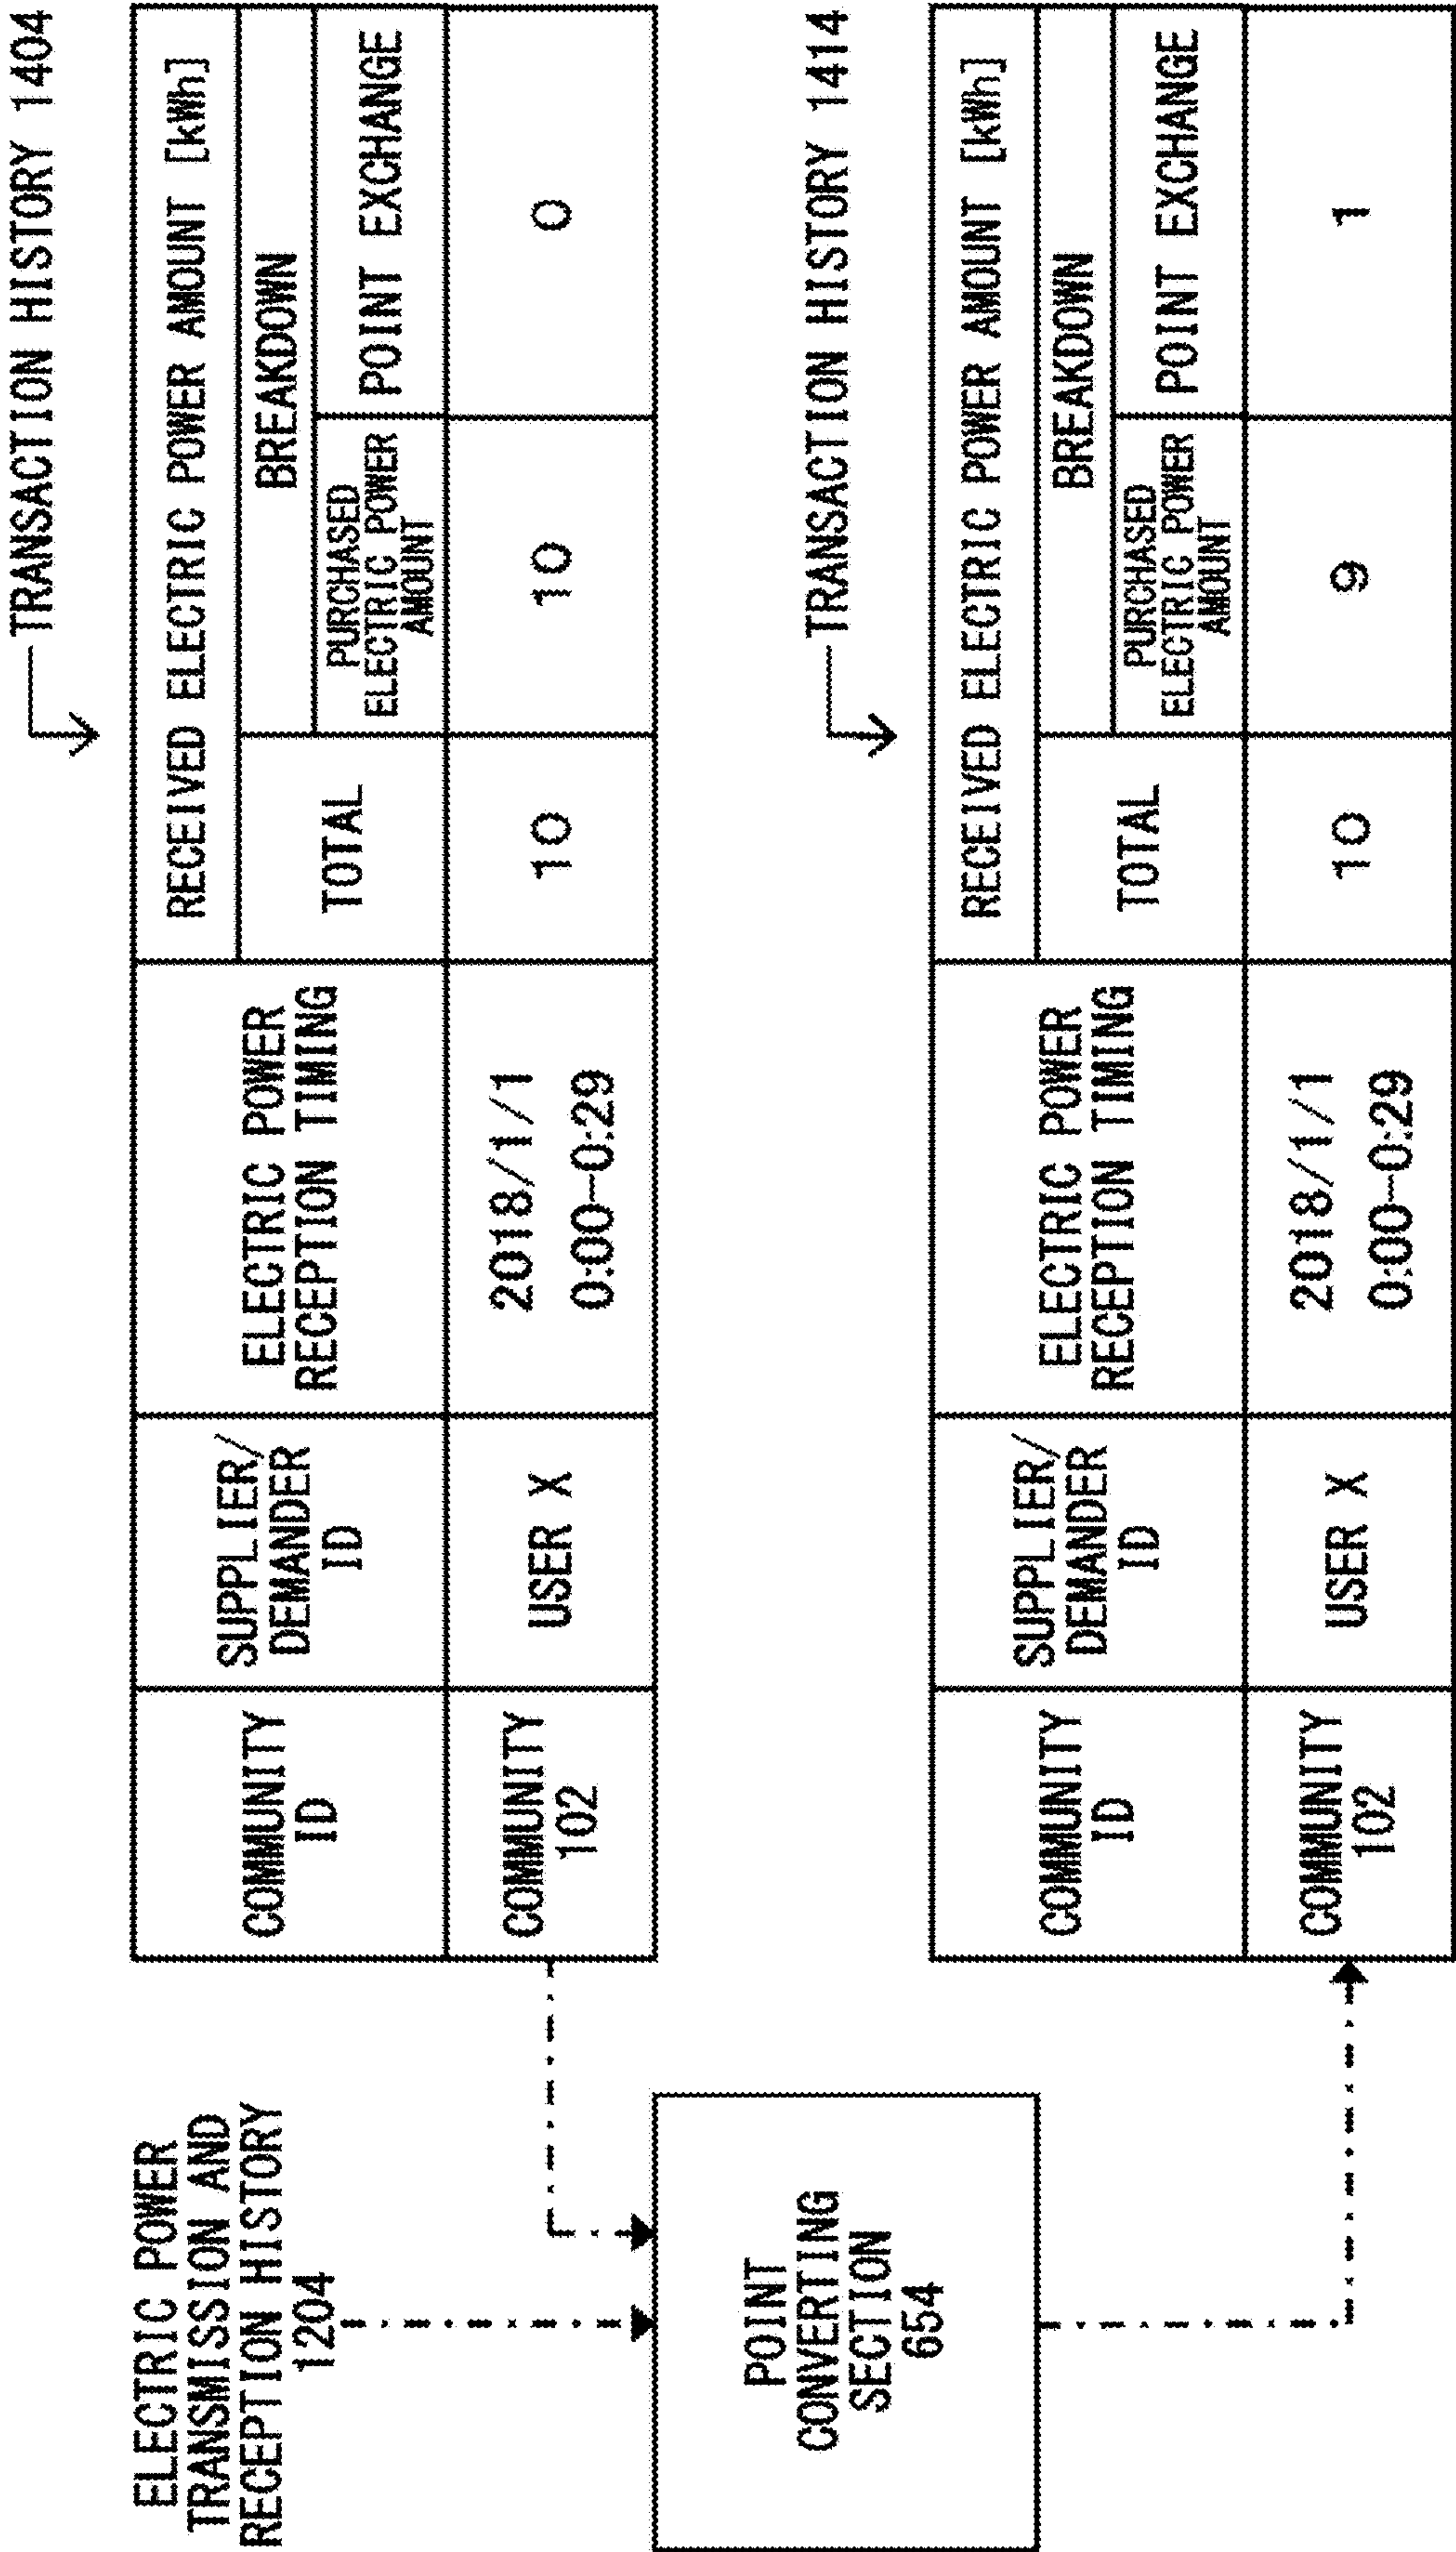 ELECTRIC POWER
TRANSMISSION AND
RECEPTION HISTORY
1204
POINT
CONVERTING
SECTION
654
TRANSACTION HISTORY 1404
COMMUNITY
ID
SUPPLIER/
DEMANDER
ID
ELECTRIC POWER
RECEPTION TIMING
RECEIVED ELECTRIC POWER AMOUNT [kWh]
TOTAL
BREAKDOWN
PURCHASED
ELECTRIC POWER
AMOUNT
POINT EXCHANGE
COMMUNITY
102
USER X
2018/1/1
0:00–0:29
10
10
0
TRANSACTION HISTORY 1414
COMMUNITY
ID
SUPPLIER/
DEMANDER
ID
ELECTRIC POWER
RECEPTION TIMING
RECEIVED ELECTRIC POWER AMOUNT [kWh]
TOTAL
BREAKDOWN
PURCHASED
ELECTRIC POWER
AMOUNT
POINT EXCHANGE
COMMUNITY
102
USER X
2018/1/1
0:00–0:29
10
9
1